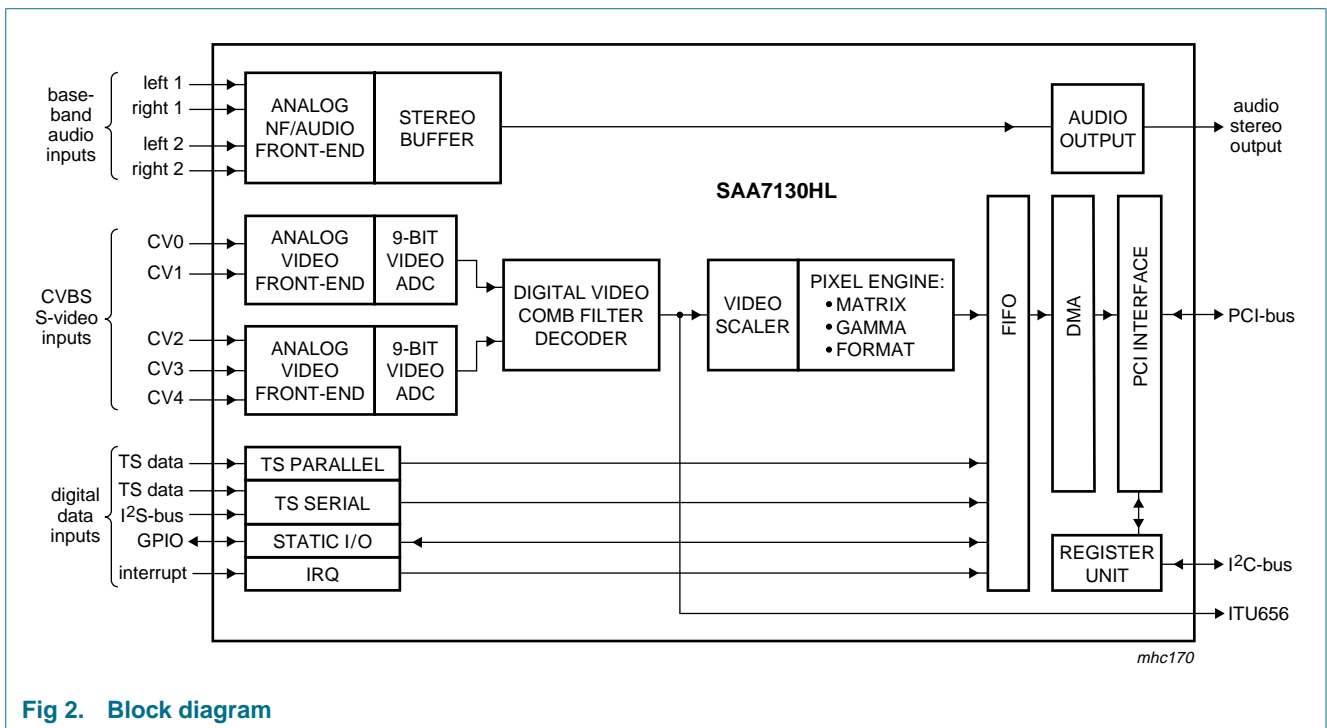 base-
band
audio
inputs
left 1
right 1
left 2
right 2
ANALOG
NF/AUDIO
FRONT-END
STEREO
BUFFER
AUDIO
OUTPUT
audio
stereo
output
SAA7130HL
CVBS
S-video
inputs
CV0
CV1
CV2
CV3
CV4
ANALOG
VIDEO
FRONT-END
9-BIT
VIDEO
ADC
ANALOG
VIDEO
FRONT-END
9-BIT
VIDEO
ADC
DIGITAL VIDEO
COMB FILTER
DECODER
VIDEO
SCALER
PIXEL ENGINE:
• MATRIX
• GAMMA
• FORMAT
FIFO
DMA
PCI INTERFACE
PCI-bus
digital
data
inputs
TS data
TS data
I²S-bus
GPIO
interrupt
TS PARALLEL
TS SERIAL
STATIC I/O
IRQ
REGISTER
UNIT
I²C-bus
ITU656
mhc170
Fig 2. Block diagram